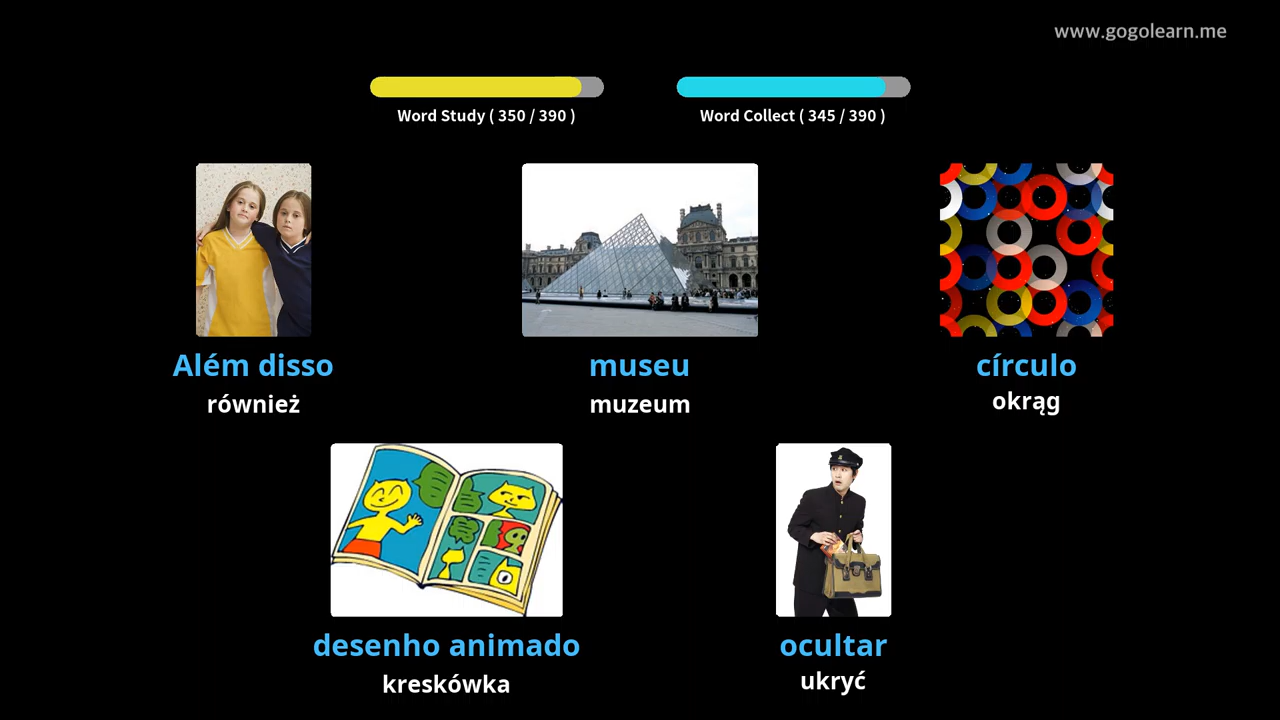 www.gogolearn.me
Word Study ( 350 / 390 )
Word Collect ( 345 / 390 )
Além disso
również
museu
muzeum
círculo
okrąg
desenho animado
kreskówka
ocultar
ukryć